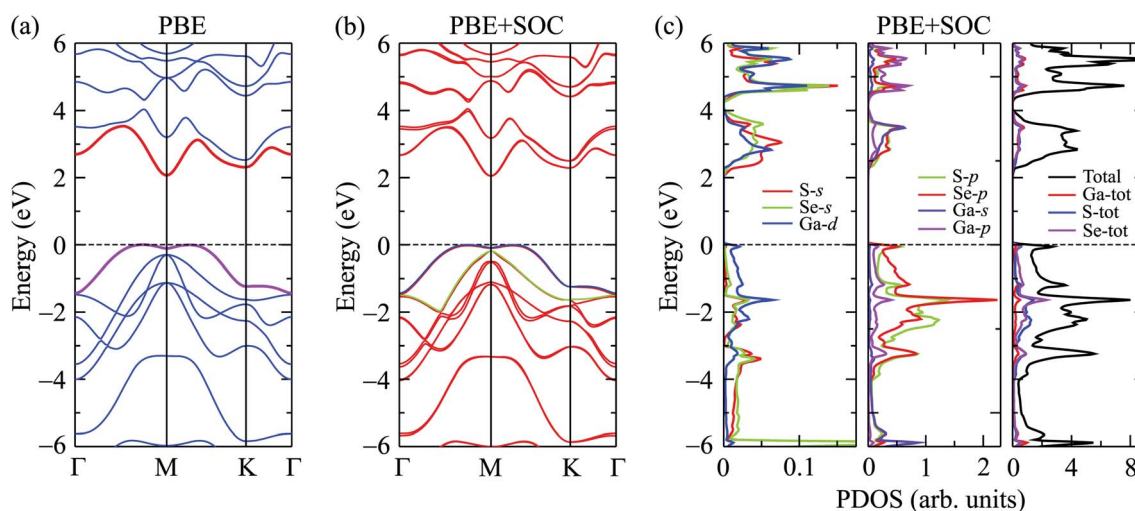 (a) PBE
(b) PBE+SOC
(c) PBE+SOC
Energy (eV)
6
4
2
0
−2
−4
−6
Γ M K Γ
Energy (eV)
6
4
2
0
−2
−4
−6
Γ M K Γ
Energy (eV)
6
4
2
0
−2
−4
−6
S-s
Se-s
Ga-d
0 0.1
S-p
Se-p
Ga-s
Ga-p
0 1 2
Total
Ga-tot
S-tot
Se-tot
0 4 8
PDOS (arb. units)